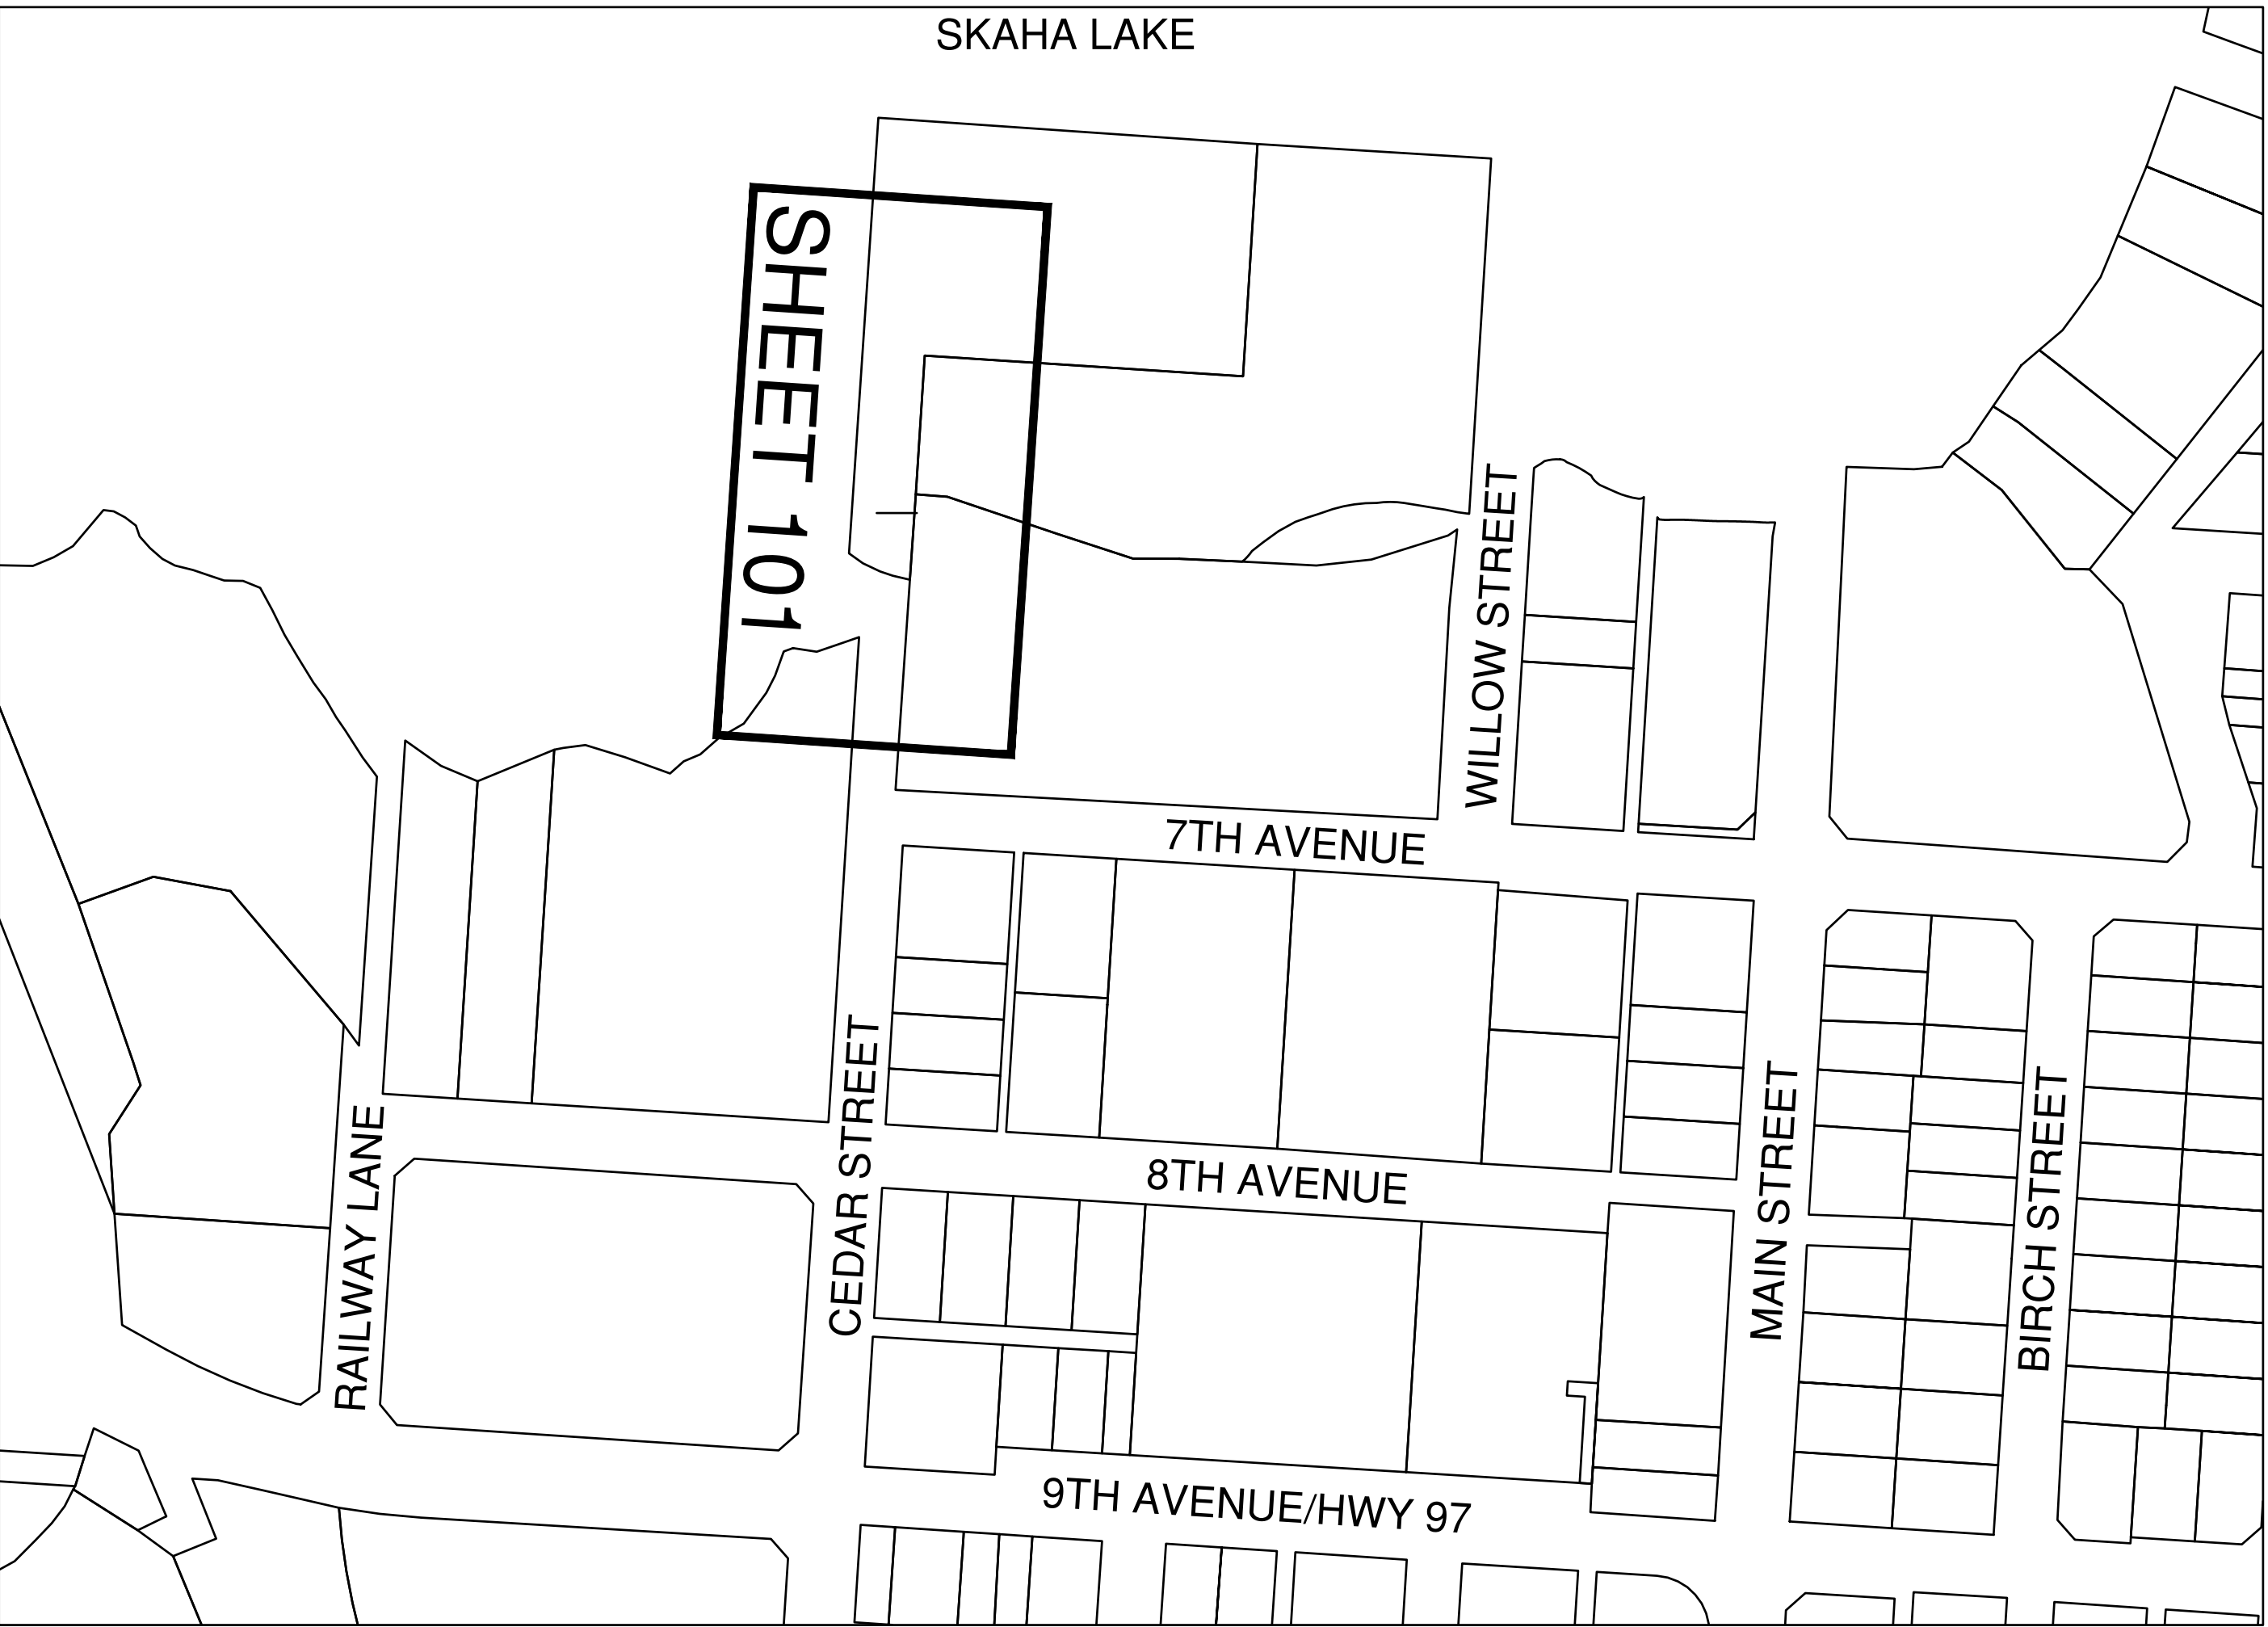 SKAHA LAKE
SHEET 101
WILLOW STREET
7TH AVENUE
CEDAR STREET
8TH AVENUE
MAIN STREET
BIRCH STREET
RAILWAY LANE
9TH AVENUE/HWY 97